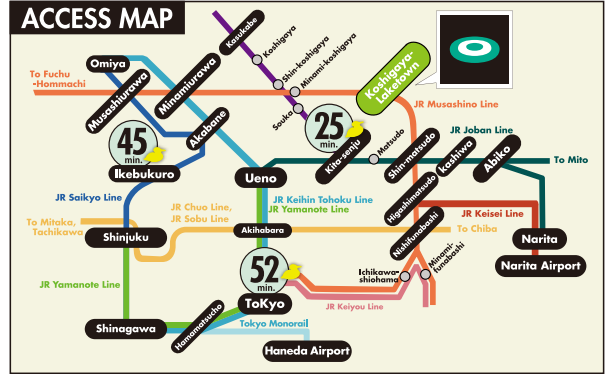 ACCESS MAP
Kasukabe
Koshigaya
Shin-koshigaya
Minami-koshigaya
Souka
Koshigaya-
Laketown
Omiya
To Fuchu
-Hommachi
Musashiurawa
Minamiurawa
Akabane
JR Musashino Line
45
min.
25
min.
Kita-senju
Matsudo
Shin-matsudo
kashiwa
JR Joban Line
Abiko
To Mito
Ikebukuro
Ueno
Higashimatsudo
JR Saikyo Line
JR Chuo Line,
JR Sobu Line
JR Keihin Tohoku Line
JR Yamanote Line
JR Keisei Line
To Mitaka,
Tachikawa
Shinjuku
Akihabara
Nishifunabashi
To Chiba
Narita
Narita Airport
52
min.
Ichikawa-
shiohama
Minami-
funabashi
JR Yamanote Line
ToKyo
JR Keiyou Line
Shinagawa
Hamamatsucho
Tokyo Monorail
Haneda Airport